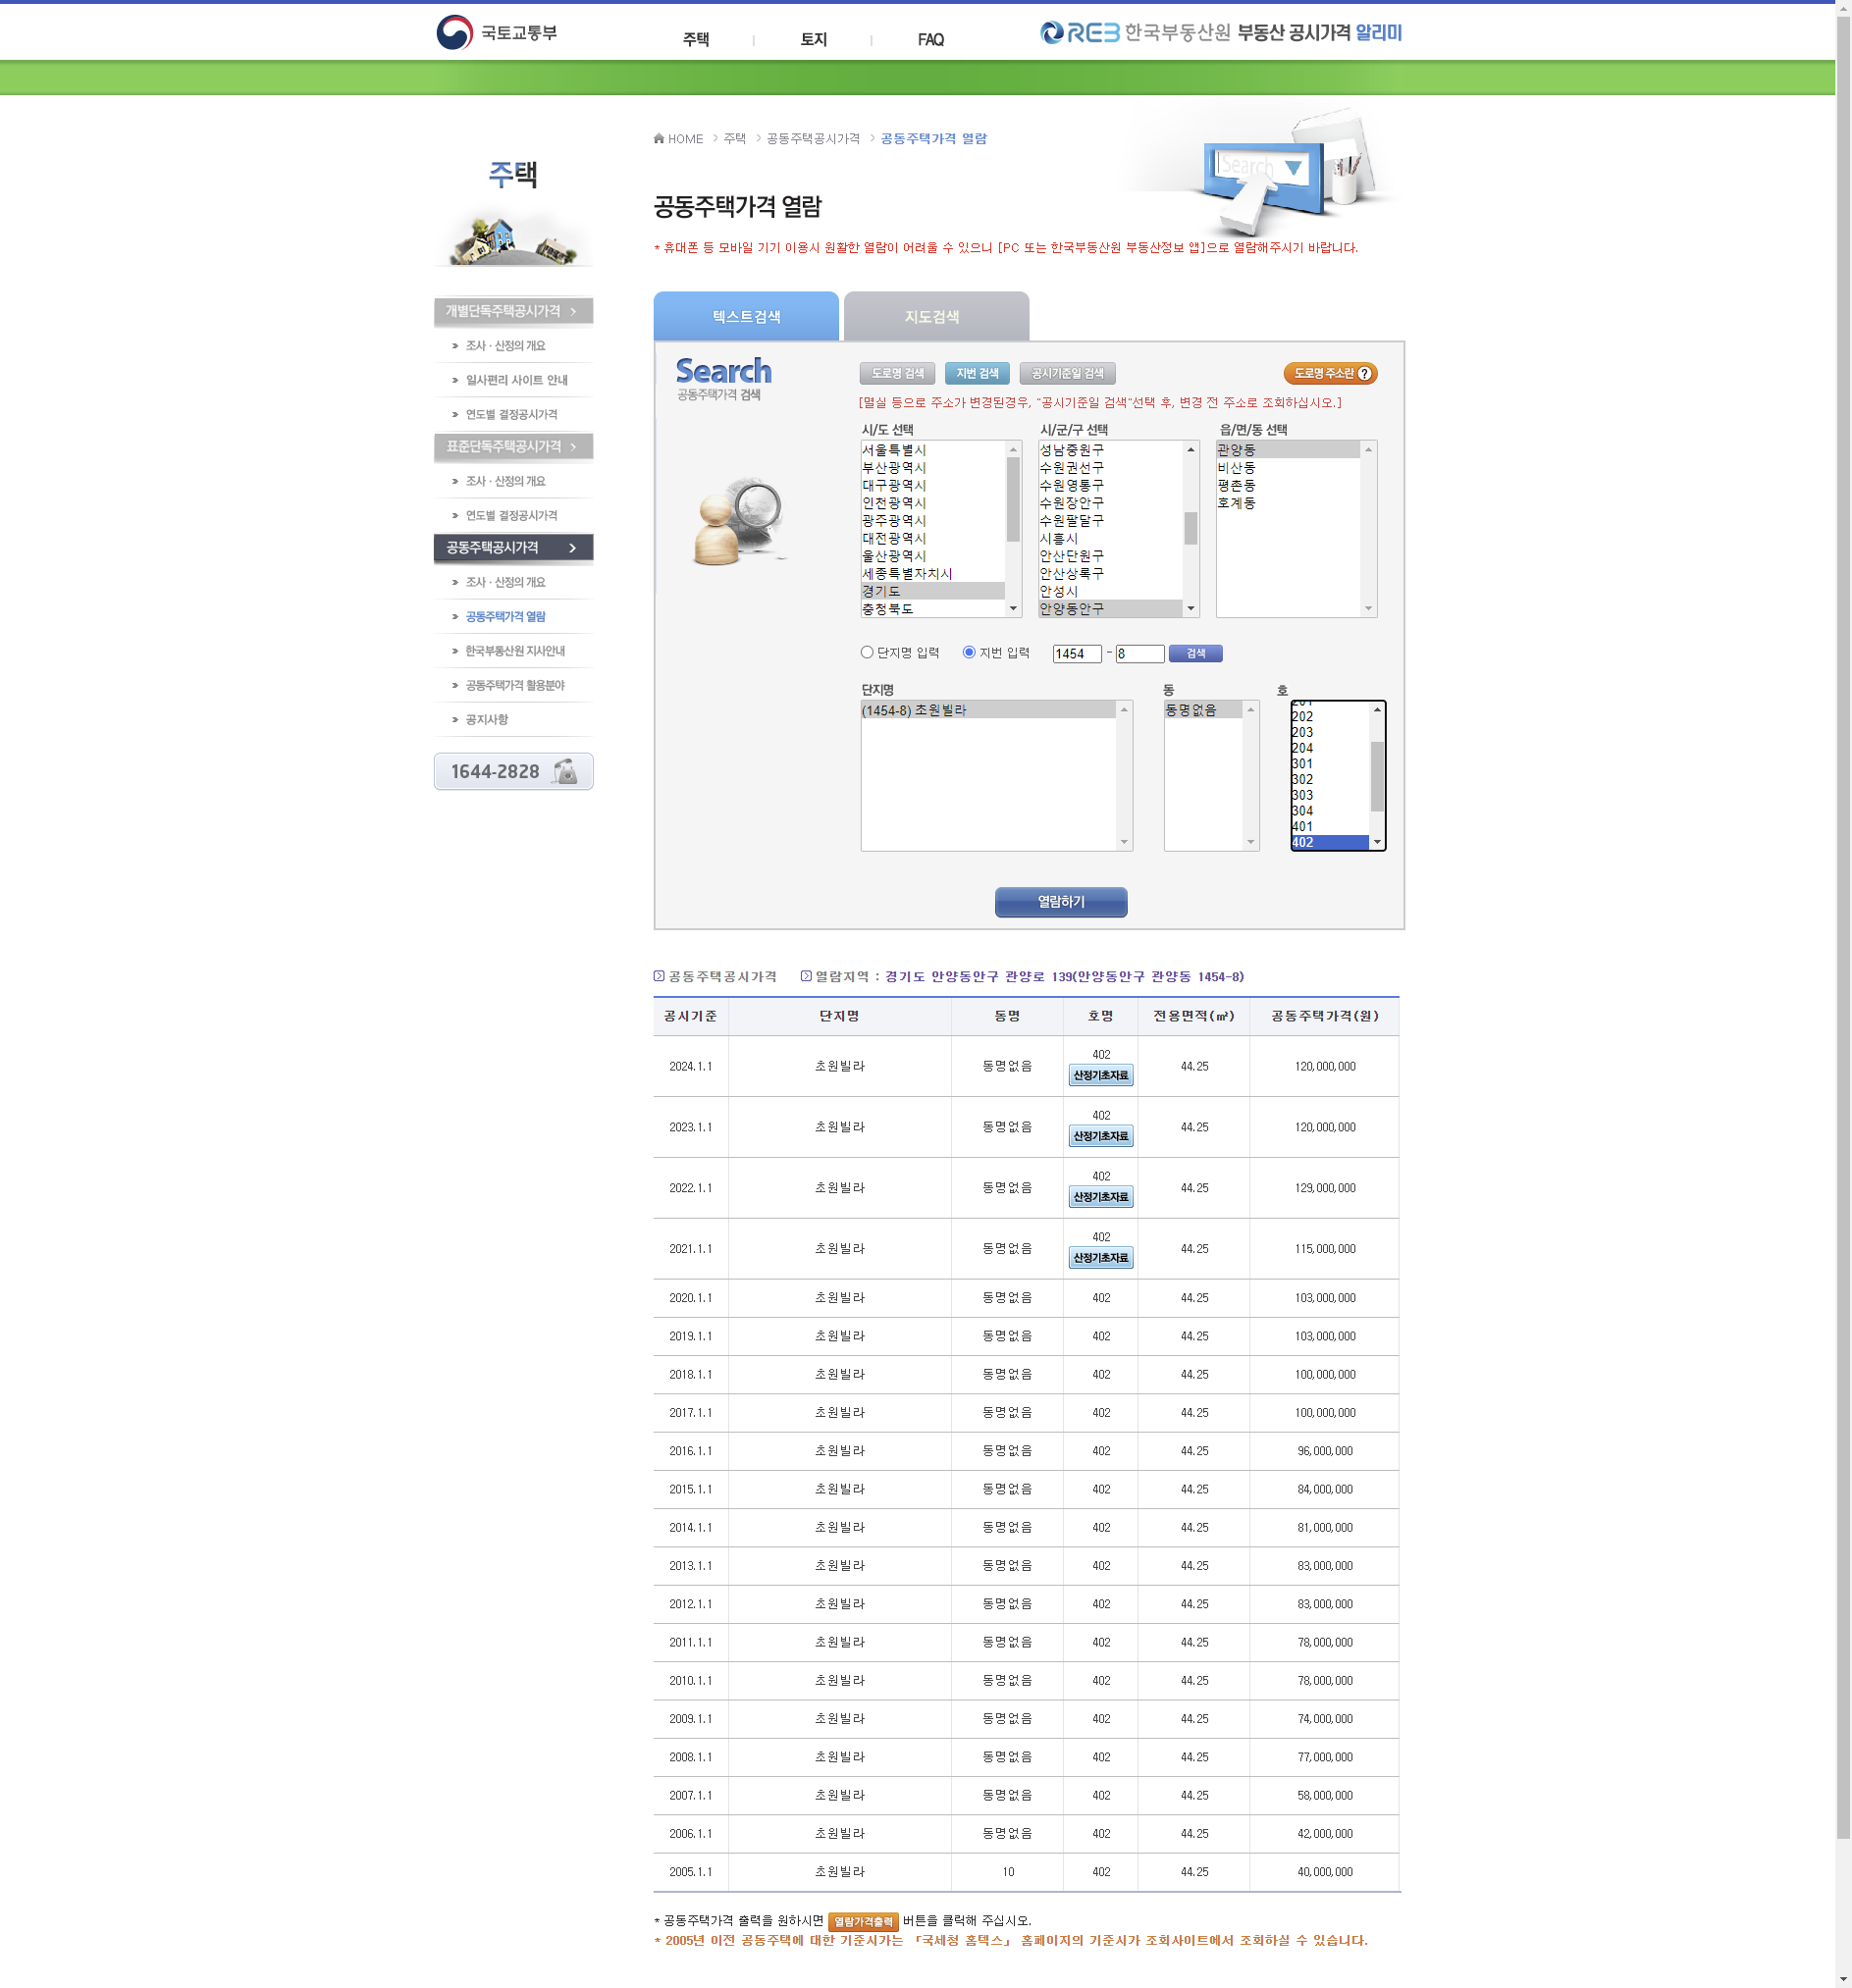 국토교통부
주택 토지 FAQ
REB 한국부동산원 부동산 공시가격 알리미
HOME > 주택 > 공동주택공시가격 > 공동주택가격 열람
주택
공동주택가격 열람
* 휴대폰 등 모바일 기기 이용시 원활한 열람이 어려울 수 있으니 [PC 또는 한국부동산원 부동산정보 앱]으로 열람해주시기 바랍니다.
개별단독주택공시가격
조사·산정의 개요
일사편리 사이트 안내
연도별 결정공시가격
표준단독주택공시가격
조사·산정의 개요
연도별 결정공시가격
공동주택공시가격
조사·산정의 개요
공동주택가격 열람
한국부동산원 지사안내
공동주택가격 활용분야
공지사항
1644-2828
텍스트검색 지도검색
Search
공동주택가격 검색
도로명 검색 지번 검색 공시기준일 검색 도로명 주소란 ?
[멸실 등으로 주소가 변경된경우, "공시기준일 검색"선택 후, 변경 전 주소로 조회하십시오.]
시/도 선택
서울특별시
부산광역시
대구광역시
인천광역시
광주광역시
대전광역시
울산광역시
세종특별자치시
경기도
충청북도
시/군/구 선택
성남중원구
수원권선구
수원영통구
수원장안구
수원팔달구
시흥시
안산단원구
안산상록구
안성시
안양동안구
읍/면/동 선택
관양동
비산동
평촌동
호계동
단지명 입력 지번 입력 1454 - 8 검색
단지명
(1454-8) 초원빌라
동
동명없음
호
201
202
203
204
301
302
303
304
401
402
열람하기
공동주택공시가격 열람지역 : 경기도 안양동안구 관양로 139(안양동안구 관양동 1454-8)
공시기준 단지명 동명 호명 전용면적(㎡) 공동주택가격(원)
2024.1.1 초원빌라 동명없음 402 산정기초자료 44.25 120,000,000
2023.1.1 초원빌라 동명없음 402 산정기초자료 44.25 120,000,000
2022.1.1 초원빌라 동명없음 402 산정기초자료 44.25 129,000,000
2021.1.1 초원빌라 동명없음 402 산정기초자료 44.25 115,000,000
2020.1.1 초원빌라 동명없음 402 44.25 103,000,000
2019.1.1 초원빌라 동명없음 402 44.25 103,000,000
2018.1.1 초원빌라 동명없음 402 44.25 100,000,000
2017.1.1 초원빌라 동명없음 402 44.25 100,000,000
2016.1.1 초원빌라 동명없음 402 44.25 96,000,000
2015.1.1 초원빌라 동명없음 402 44.25 84,000,000
2014.1.1 초원빌라 동명없음 402 44.25 81,000,000
2013.1.1 초원빌라 동명없음 402 44.25 83,000,000
2012.1.1 초원빌라 동명없음 402 44.25 83,000,000
2011.1.1 초원빌라 동명없음 402 44.25 78,000,000
2010.1.1 초원빌라 동명없음 402 44.25 78,000,000
2009.1.1 초원빌라 동명없음 402 44.25 74,000,000
2008.1.1 초원빌라 동명없음 402 44.25 77,000,000
2007.1.1 초원빌라 동명없음 402 44.25 58,000,000
2006.1.1 초원빌라 동명없음 402 44.25 42,000,000
2005.1.1 초원빌라 10 402 44.25 40,000,000
* 공동주택가격 출력을 원하시면 열람가격출력 버튼을 클릭해 주십시오.
* 2005년 이전 공동주택에 대한 기준시가는 「국세청 홈텍스」 홈페이지의 기준시가 조회사이트에서 조회하실 수 있습니다.